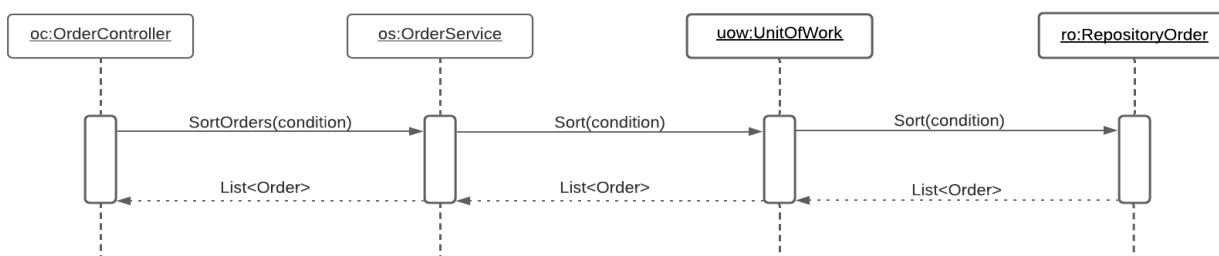 oc:OrderController
os:OrderService
uow:UnitOfWork
ro:RepositoryOrder
SortOrders(condition)
Sort(condition)
Sort(condition)
List<Order>
List<Order>
List<Order>